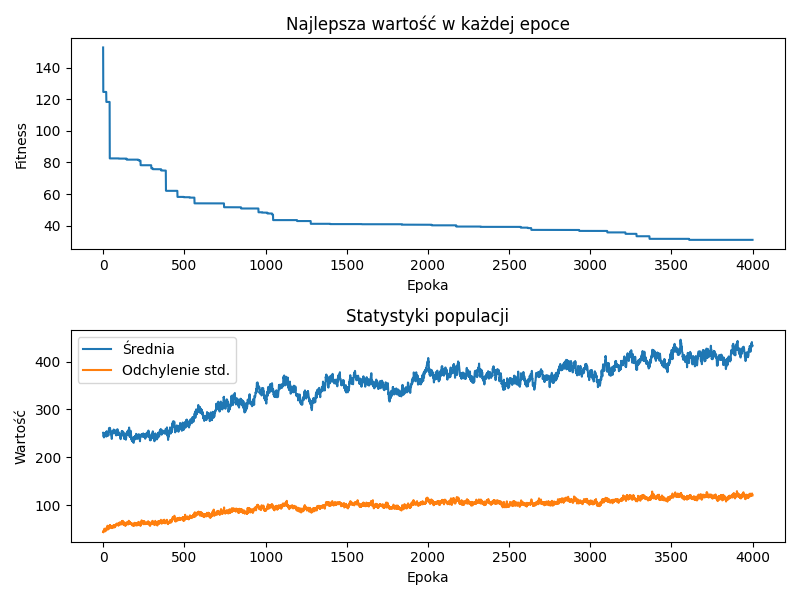 Najlepsza wartość w każdej epoce
140
120
100
80
60
40
Fitness
0 500 1000 1500 2000 2500 3000 3500 4000
Epoka
Statystyki populacji
Średnia
Odchylenie std.
400
300
200
100
Wartość
0 500 1000 1500 2000 2500 3000 3500 4000
Epoka